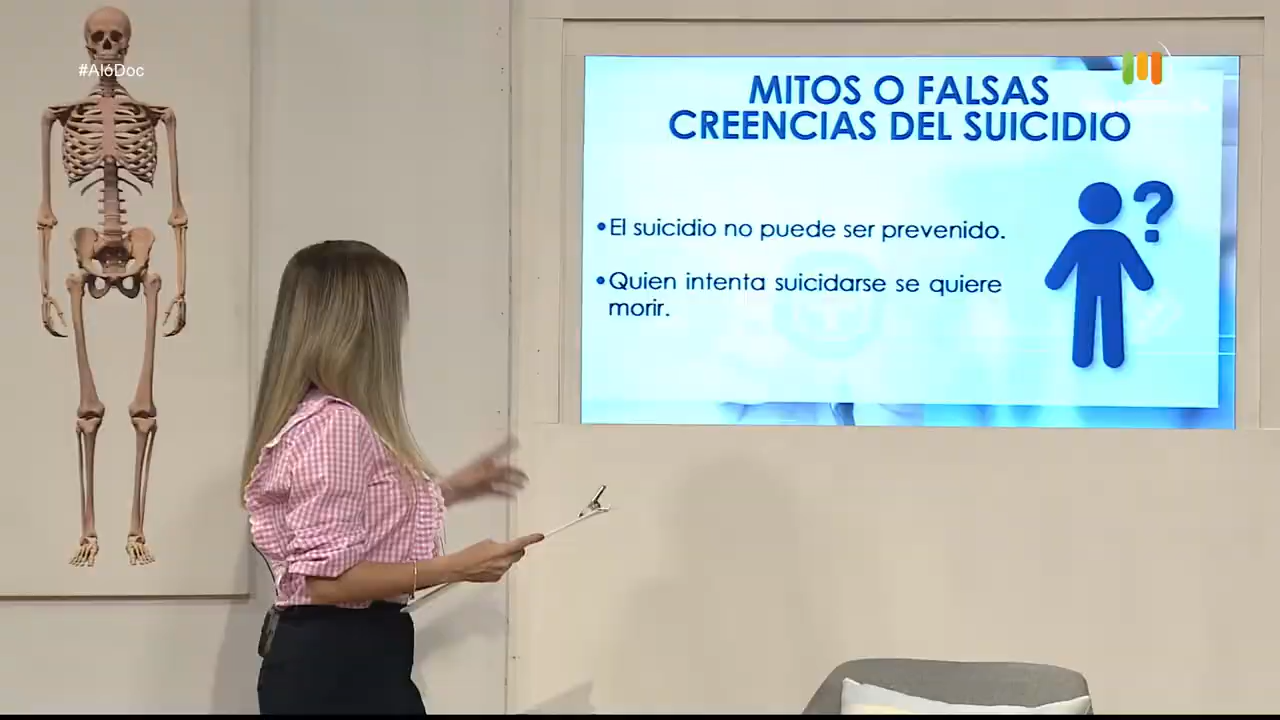 #AlóDoc
MITOS O FALSAS
CREENCIAS DEL SUICIDIO
•El suicidio no puede ser prevenido.
•Quien intenta suicidarse se quiere
morir.
?